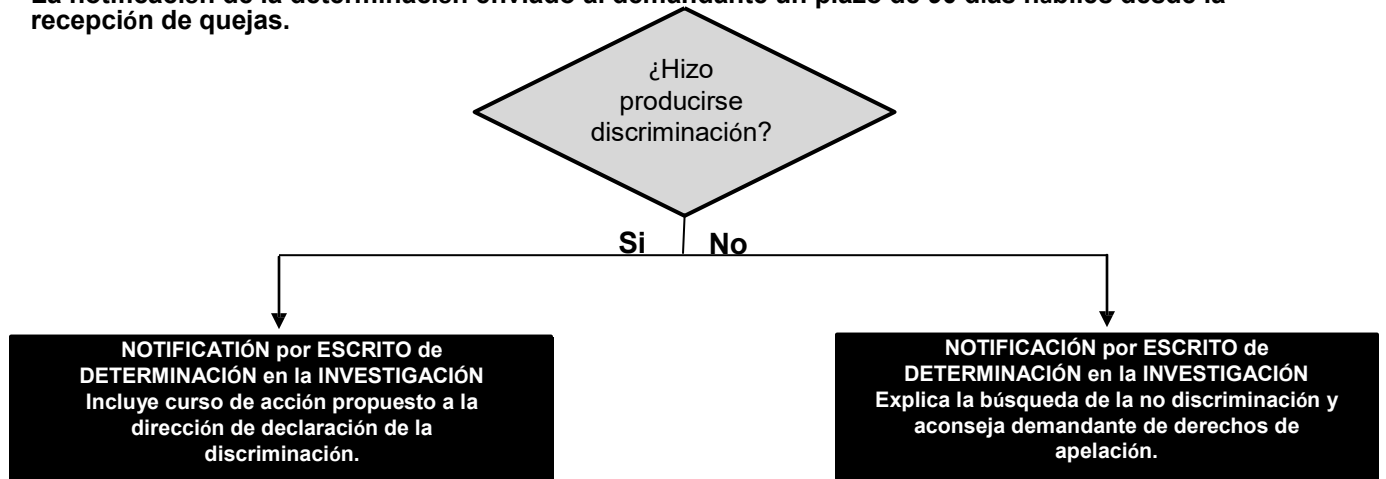 recepción de quejas.
¿Hizo
producirse
discriminación?
Si No
NOTIFICATIÓN por ESCRITO de
DETERMINACIÓN en la INVESTIGACIÓN
Incluye curso de acción propuesto a la
dirección de declaración de la
discriminación.
NOTIFICACIÓN por ESCRITO de
DETERMINACIÓN en la INVESTIGACIÓN
Explica la búsqueda de la no discriminación y
aconseja demandante de derechos de
apelación.